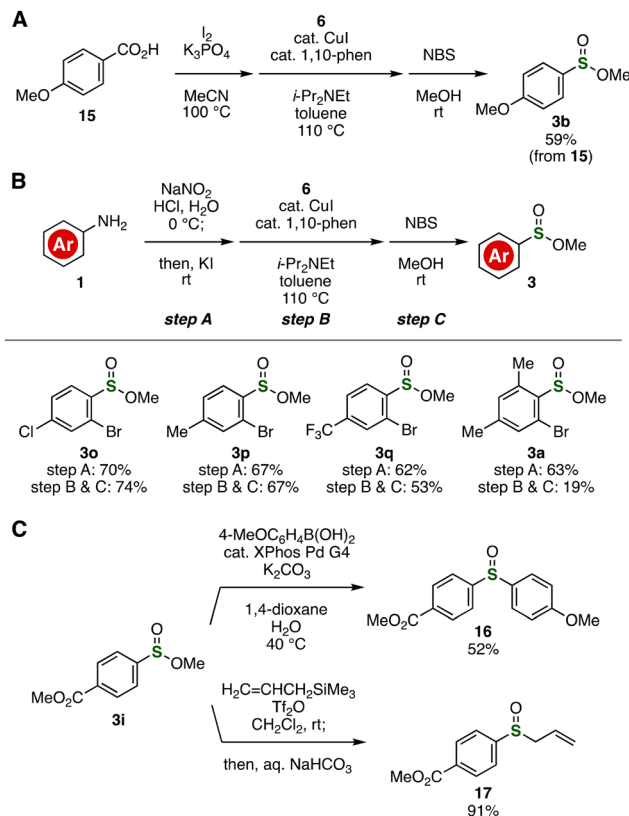 A
CO2H
MeO
15
I2
K3PO4
MeCN
100 °C
6
cat. CuI
cat. 1,10-phen
i-Pr2NEt
toluene
110 °C
NBS
MeOH
rt
O
S
OMe
MeO
3b
59%
(from 15)
B
NH2
Ar
1
NaNO2
HCl, H2O
0 °C;
then, KI
rt
step A
6
cat. CuI
cat. 1,10-phen
i-Pr2NEt
toluene
110 °C
step B
NBS
MeOH
rt
step C
O
S
OMe
Ar
3
O
S
OMe
Cl
Br
3o
step A: 70%
step B & C: 74%
O
S
OMe
Me
Br
3p
step A: 67%
step B & C: 67%
O
S
OMe
F3C
Br
3q
step A: 62%
step B & C: 53%
Me
O
S
OMe
Me
Br
3a
step A: 63%
step B & C: 19%
C
O
S
OMe
MeO2C
3i
4-MeOC6H4B(OH)2
cat. XPhos Pd G4
K2CO3
1,4-dioxane
H2O
40 °C
O
S
MeO2C
OMe
16
52%
H2C=CHCH2SiMe3
Tf2O
CH2Cl2, rt;
then, aq. NaHCO3
O
S
MeO2C
17
91%